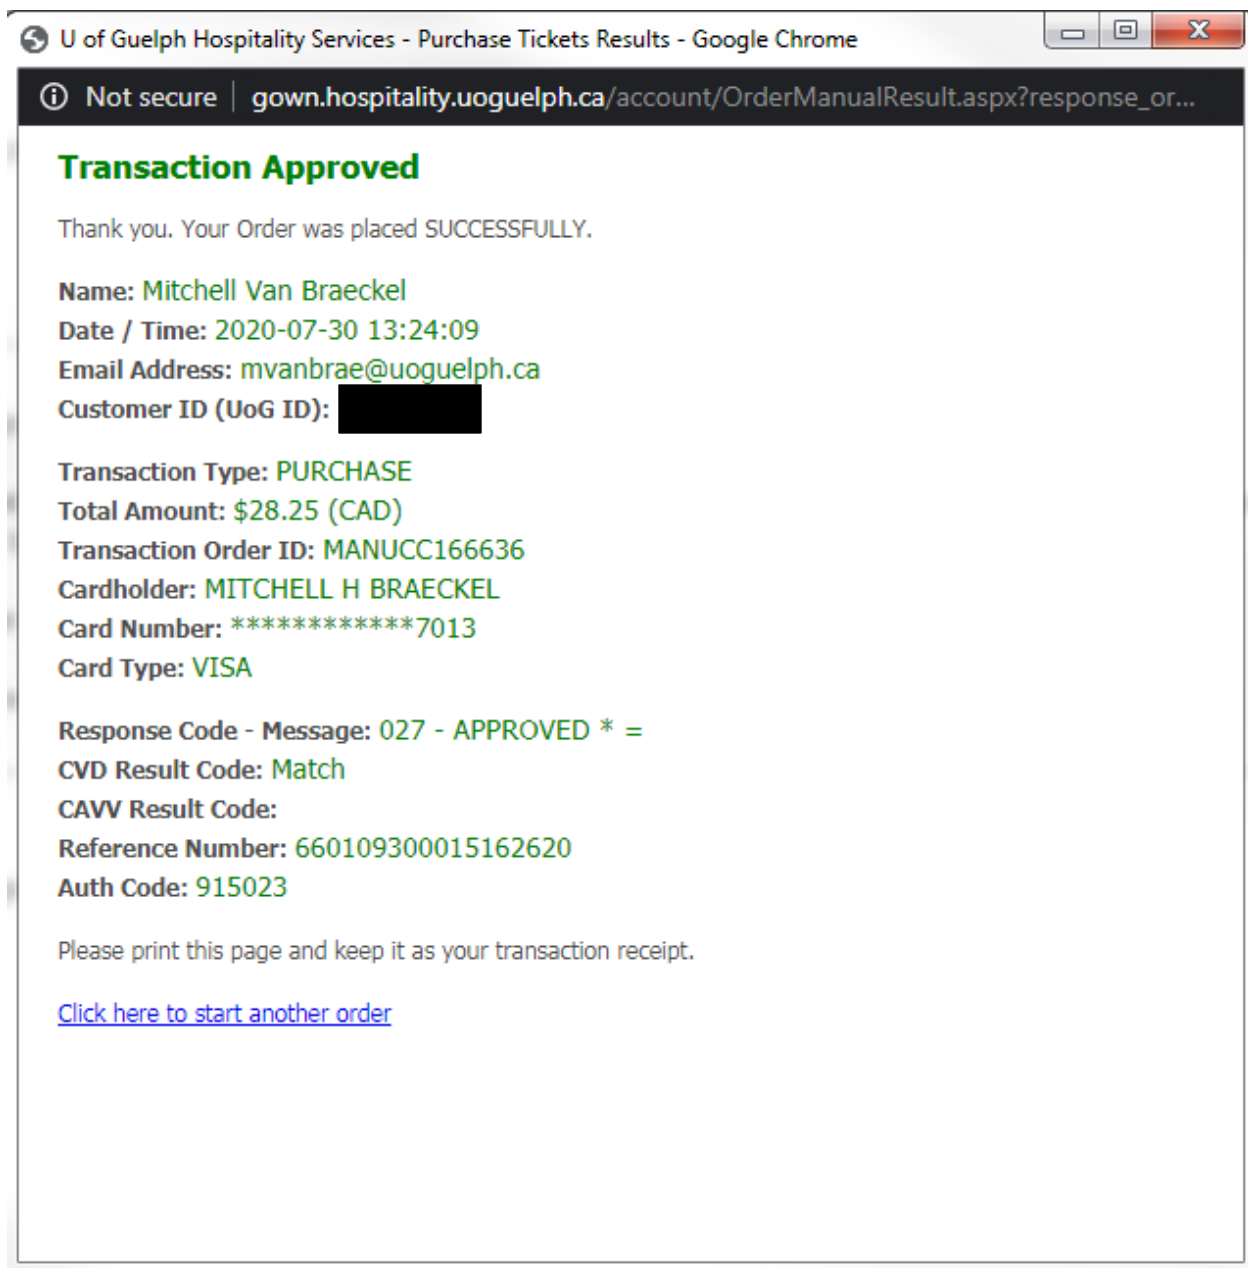 U of Guelph Hospitality Services - Purchase Tickets Results - Google Chrome
Not secure | gown.hospitality.uoguelph.ca/account/OrderManualResult.aspx?response_or...
Transaction Approved
Thank you. Your Order was placed SUCCESSFULLY.
Name: Mitchell Van Braeckel
Date / Time: 2020-07-30 13:24:09
Email Address: mvanbrae@uoguelph.ca
Customer ID (UoG ID):
Transaction Type: PURCHASE
Total Amount: $28.25 (CAD)
Transaction Order ID: MANUCC166636
Cardholder: MITCHELL H BRAECKEL
Card Number: ************7013
Card Type: VISA
Response Code - Message: 027 - APPROVED * =
CVD Result Code: Match
CAVV Result Code:
Reference Number: 660109300015162620
Auth Code: 915023
Please print this page and keep it as your transaction receipt.
Click here to start another order